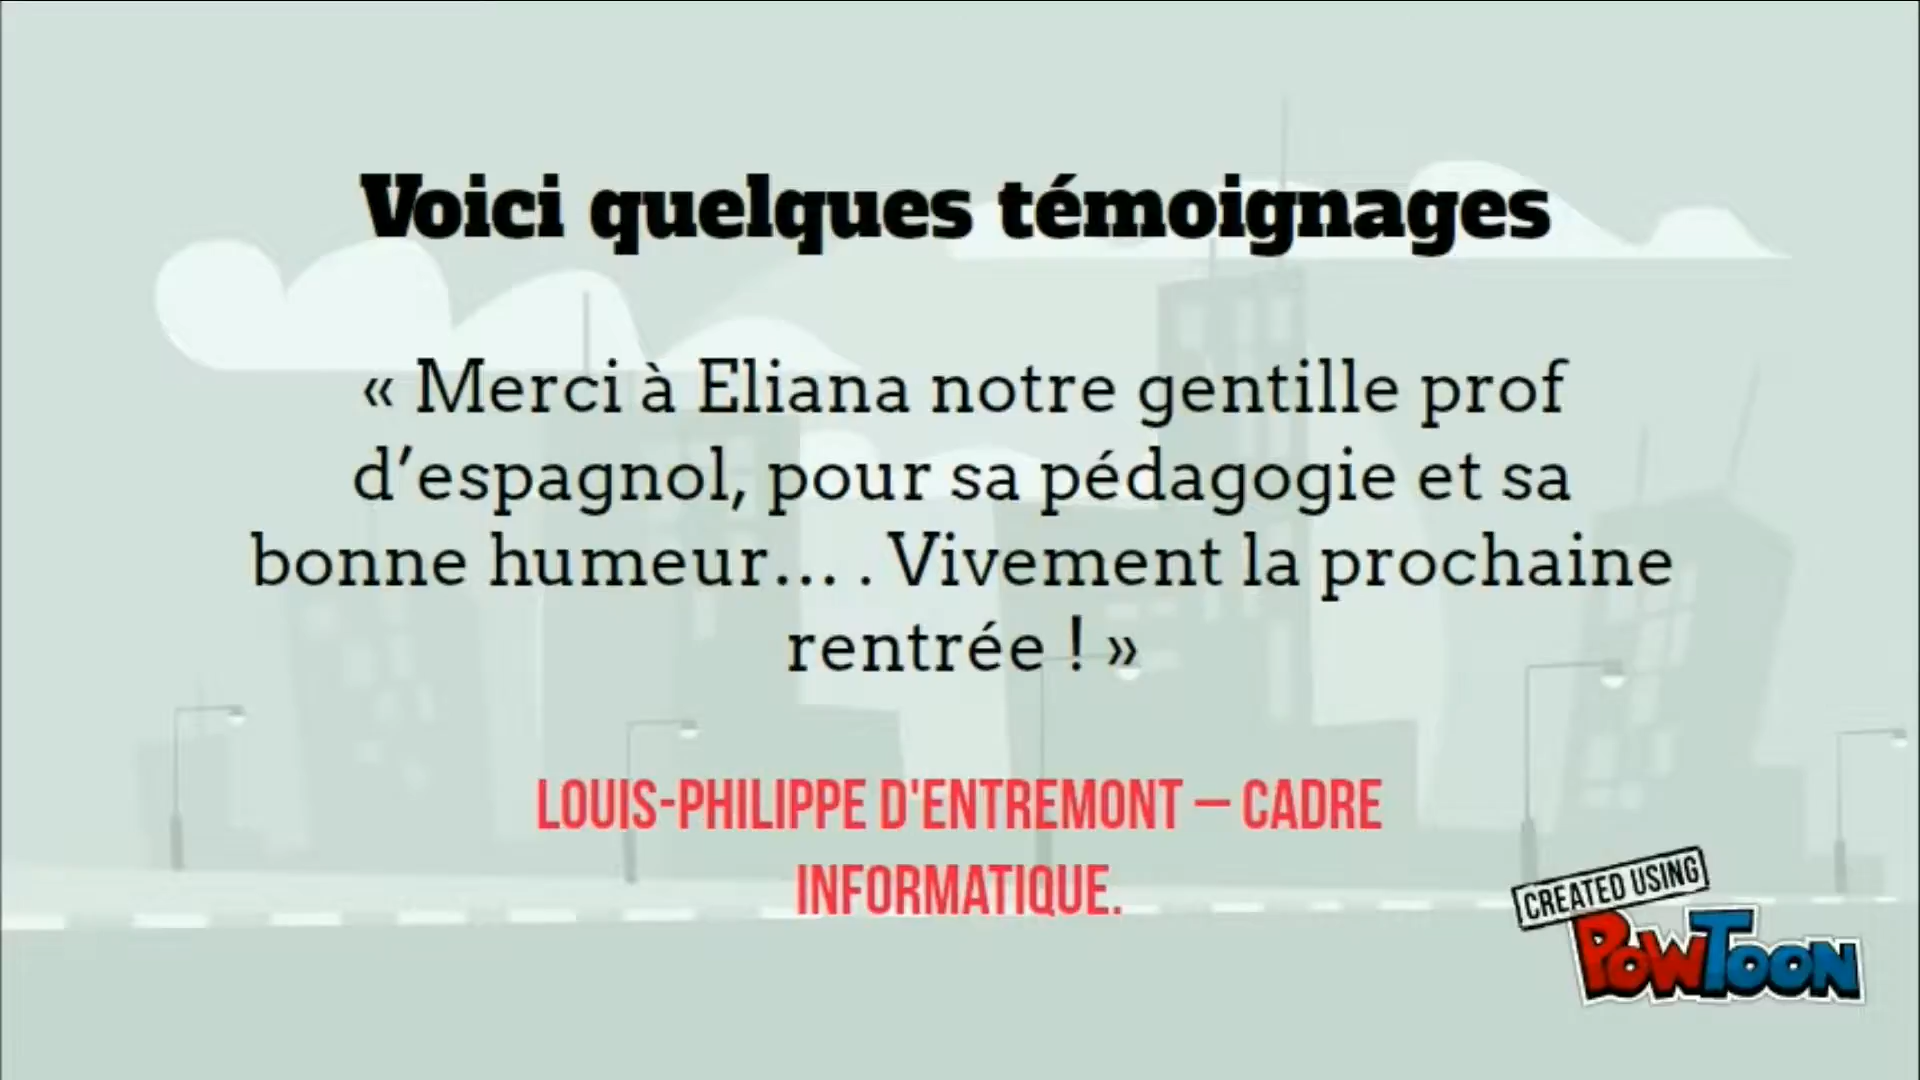 Voici quelques témoignages
« Merci à Eliana notre gentille prof
d’espagnol, pour sa pédagogie et sa
bonne humeur… . Vivement la prochaine
rentrée ! »
LOUIS-PHILIPPE D'ENTREMONT – CADRE
INFORMATIQUE.
CREATED USING
POWTOON